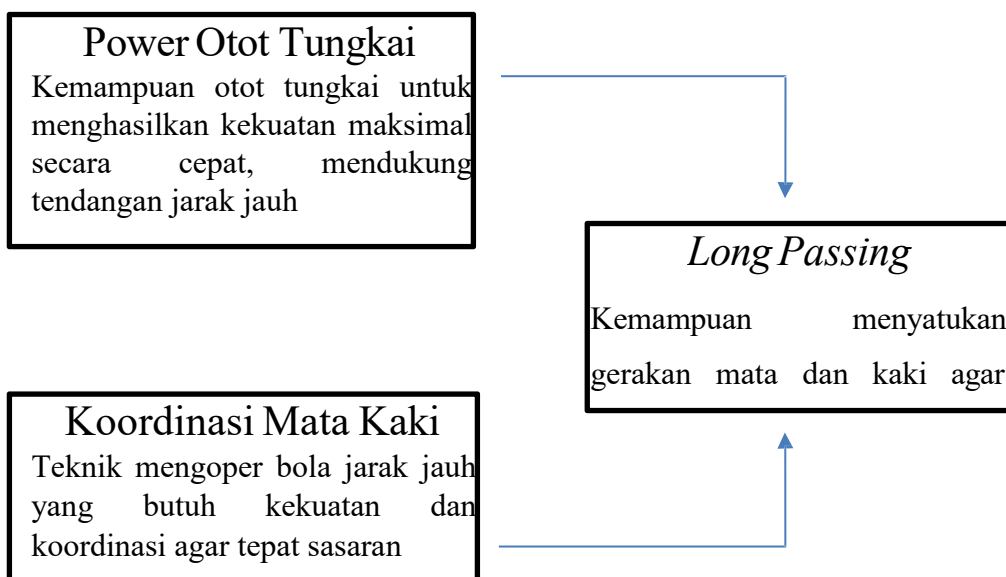 Power Otot Tungkai
Kemampuan otot tungkai untuk
menghasilkan kekuatan maksimal
secara cepat, mendukung
tendangan jarak jauh
Long Passing
Kemampuan menyatukan
gerakan mata dan kaki agar
Koordinasi Mata Kaki
Teknik mengoper bola jarak jauh
yang butuh kekuatan dan
koordinasi agar tepat sasaran